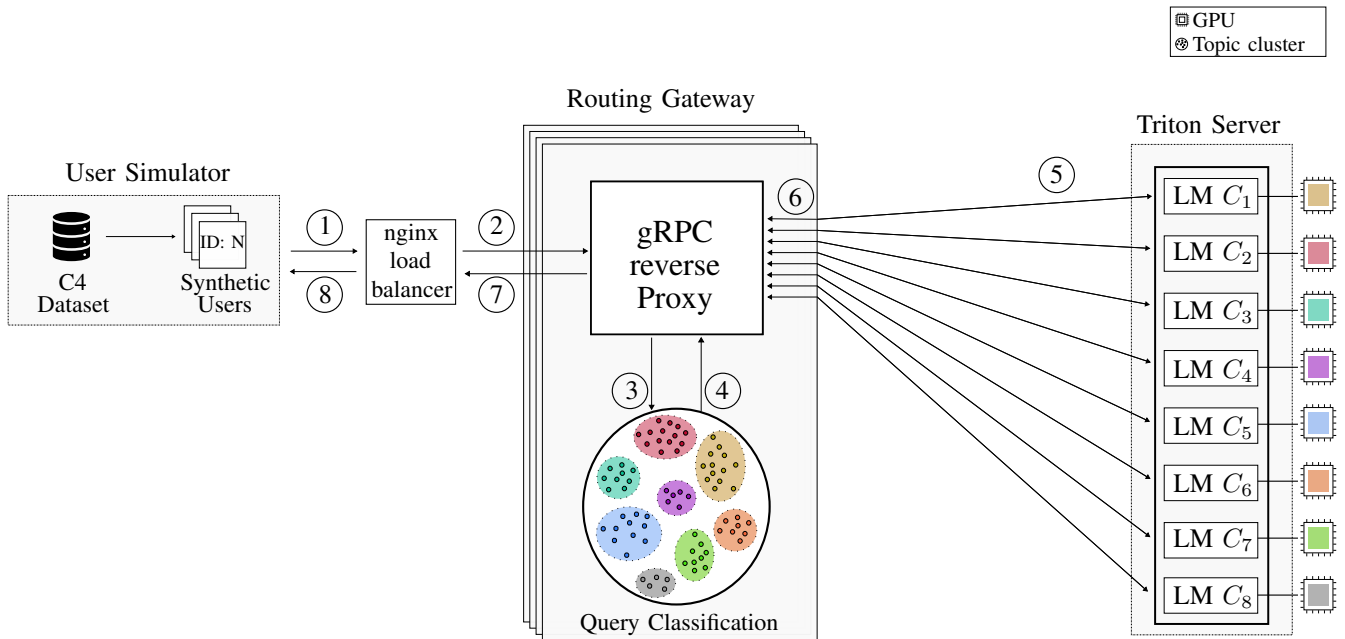 GPU
Topic cluster
Routing Gateway
Triton Server
User Simulator
ID: N
C4
Dataset
Synthetic
Users
1
8
nginx
load
balancer
2
7
gRPC
reverse
Proxy
6
5
3
4
Query Classification
LM C₁
LM C₂
LM C₃
LM C₄
LM C₅
LM C₆
LM C₇
LM C₈